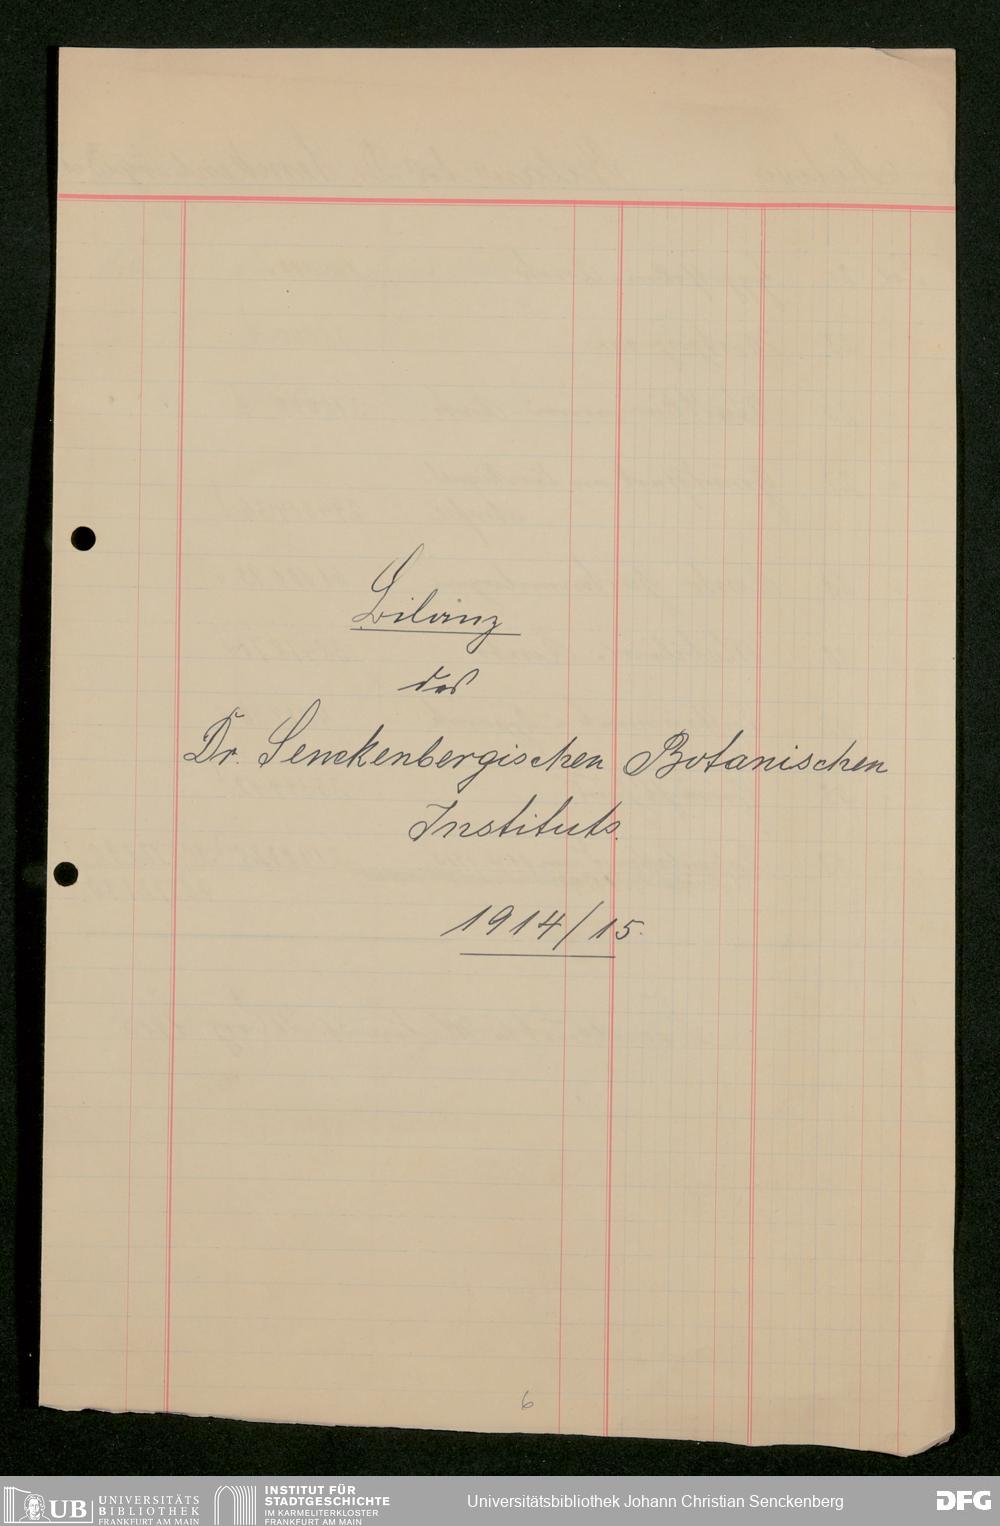 Bilanz
des
Dr. Senckenbergischen Botanischen
Instituts.
1914/15.
6
UB UNIVERSITÄTS
BIBLIOTHEK
FRANKFURT AM MAIN
INSTITUT FÜR
STADTGESCHICHTE
IM KARMELITERKLOSTER
FRANKFURT AM MAIN
Universitätsbibliothek Johann Christian Senckenberg
DFG